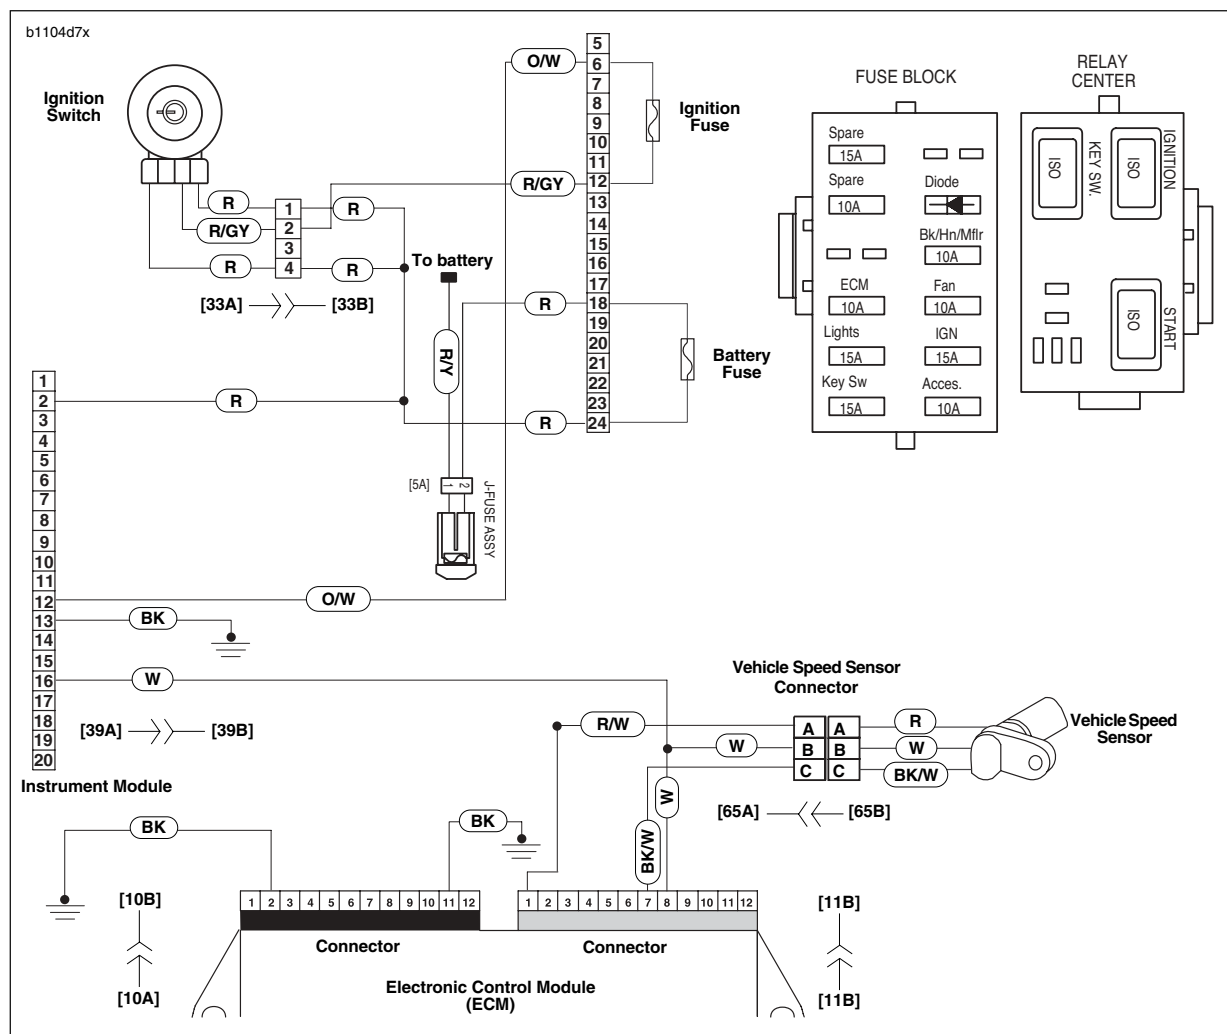 b1104d7x
Ignition
Switch
R
R/GY
R
1
2
3
4
R
R
[33A]
[33B]
To battery
R/Y
O/W
R/GY
R
R
5
6
7
8
9
10
11
12
13
14
15
16
17
18
19
20
21
22
23
24
Ignition
Fuse
Battery
Fuse
FUSE BLOCK
Spare
15A
Spare
10A
Diode
Bk/Hn/Mflr
10A
ECM
10A
Fan
10A
Lights
15A
IGN
15A
Key Sw
15A
Acces.
10A
RELAY
CENTER
ISO
KEY SW.
ISO
IGNITION
ISO
START
[5A]
1
2
J-FUSE ASSY
1
2
3
4
5
6
7
8
9
10
11
12
13
14
15
16
17
18
19
20
R
O/W
BK
W
[39A]
[39B]
Instrument Module
Vehicle Speed Sensor
Connector
R/W
W
A
B
C
A
B
C
R
W
BK/W
Vehicle Speed
Sensor
[65A]
[65B]
W
BK/W
BK
BK
[10B]
[10A]
1 2 3 4 5 6 7 8 9 10 11 12
Connector
1 2 3 4 5 6 7 8 9 10 11 12
Connector
Electronic Control Module
(ECM)
[11B]
[11B]